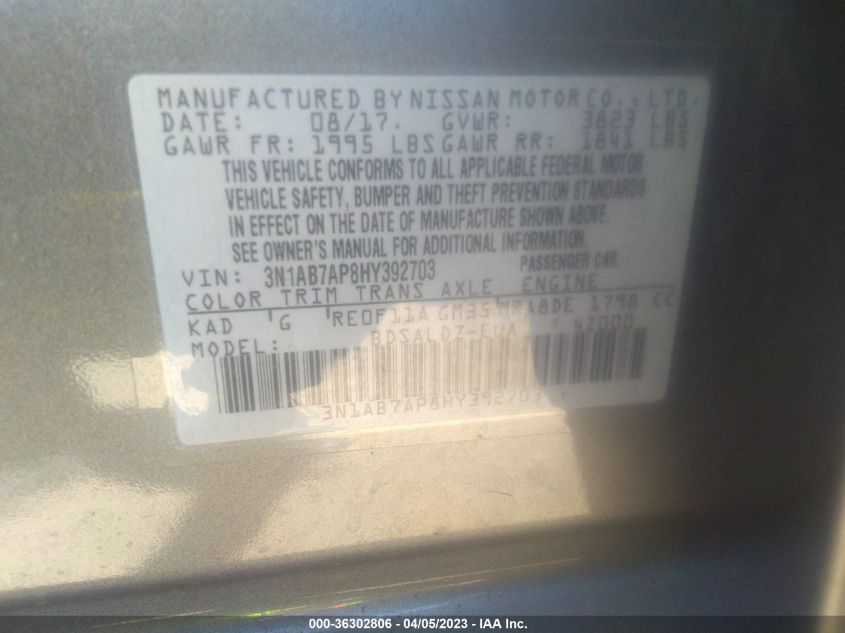 MANUFACTURED BY NISSAN MOTOR CO., LTD.
DATE: 08/17. GVWR: 3823 LBS
GAWR FR: 1995 LBS GAWR RR: 1841 LBS
THIS VEHICLE CONFORMS TO ALL APPLICABLE FEDERAL MOTOR
VEHICLE SAFETY, BUMPER AND THEFT PREVENTION STANDARDS
IN EFFECT ON THE DATE OF MANUFACTURE SHOWN ABOVE.
SEE OWNER'S MANUAL FOR ADDITIONAL INFORMATION.
VIN: 3N1AB7AP8HY392703 PASSENGER CAR.
COLOR TRIM TRANS AXLE ENGINE
KAD G RE0F11A GM35 MRA8DE 1798 CC
MODEL: BDSALDZ-EUA 42000
3N1AB7AP8HY392703
000-36302806 - 04/05/2023 - IAA Inc.